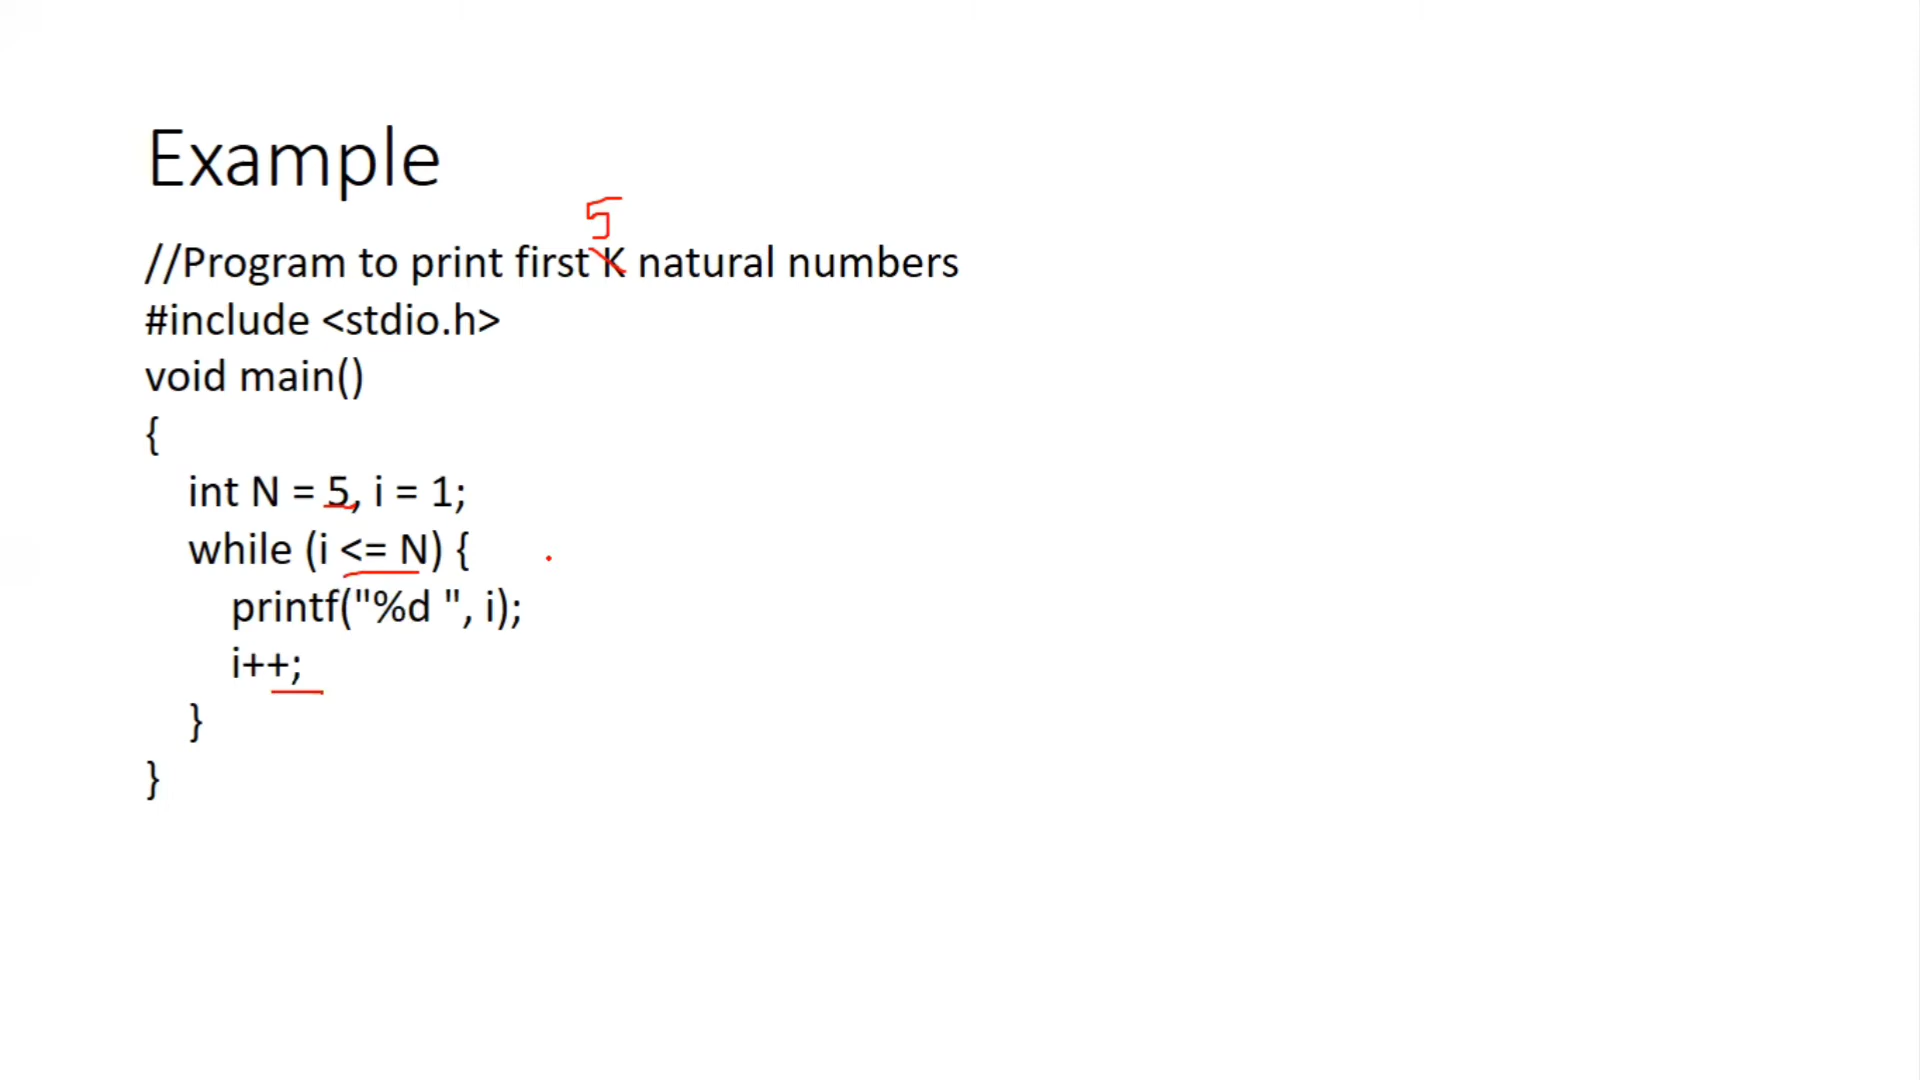 Example
5
//Program to print first K natural numbers
#include <stdio.h>
void main()
{
int N = 5, i = 1;
while (i <= N) {
printf("%d ", i);
i++;
}
}